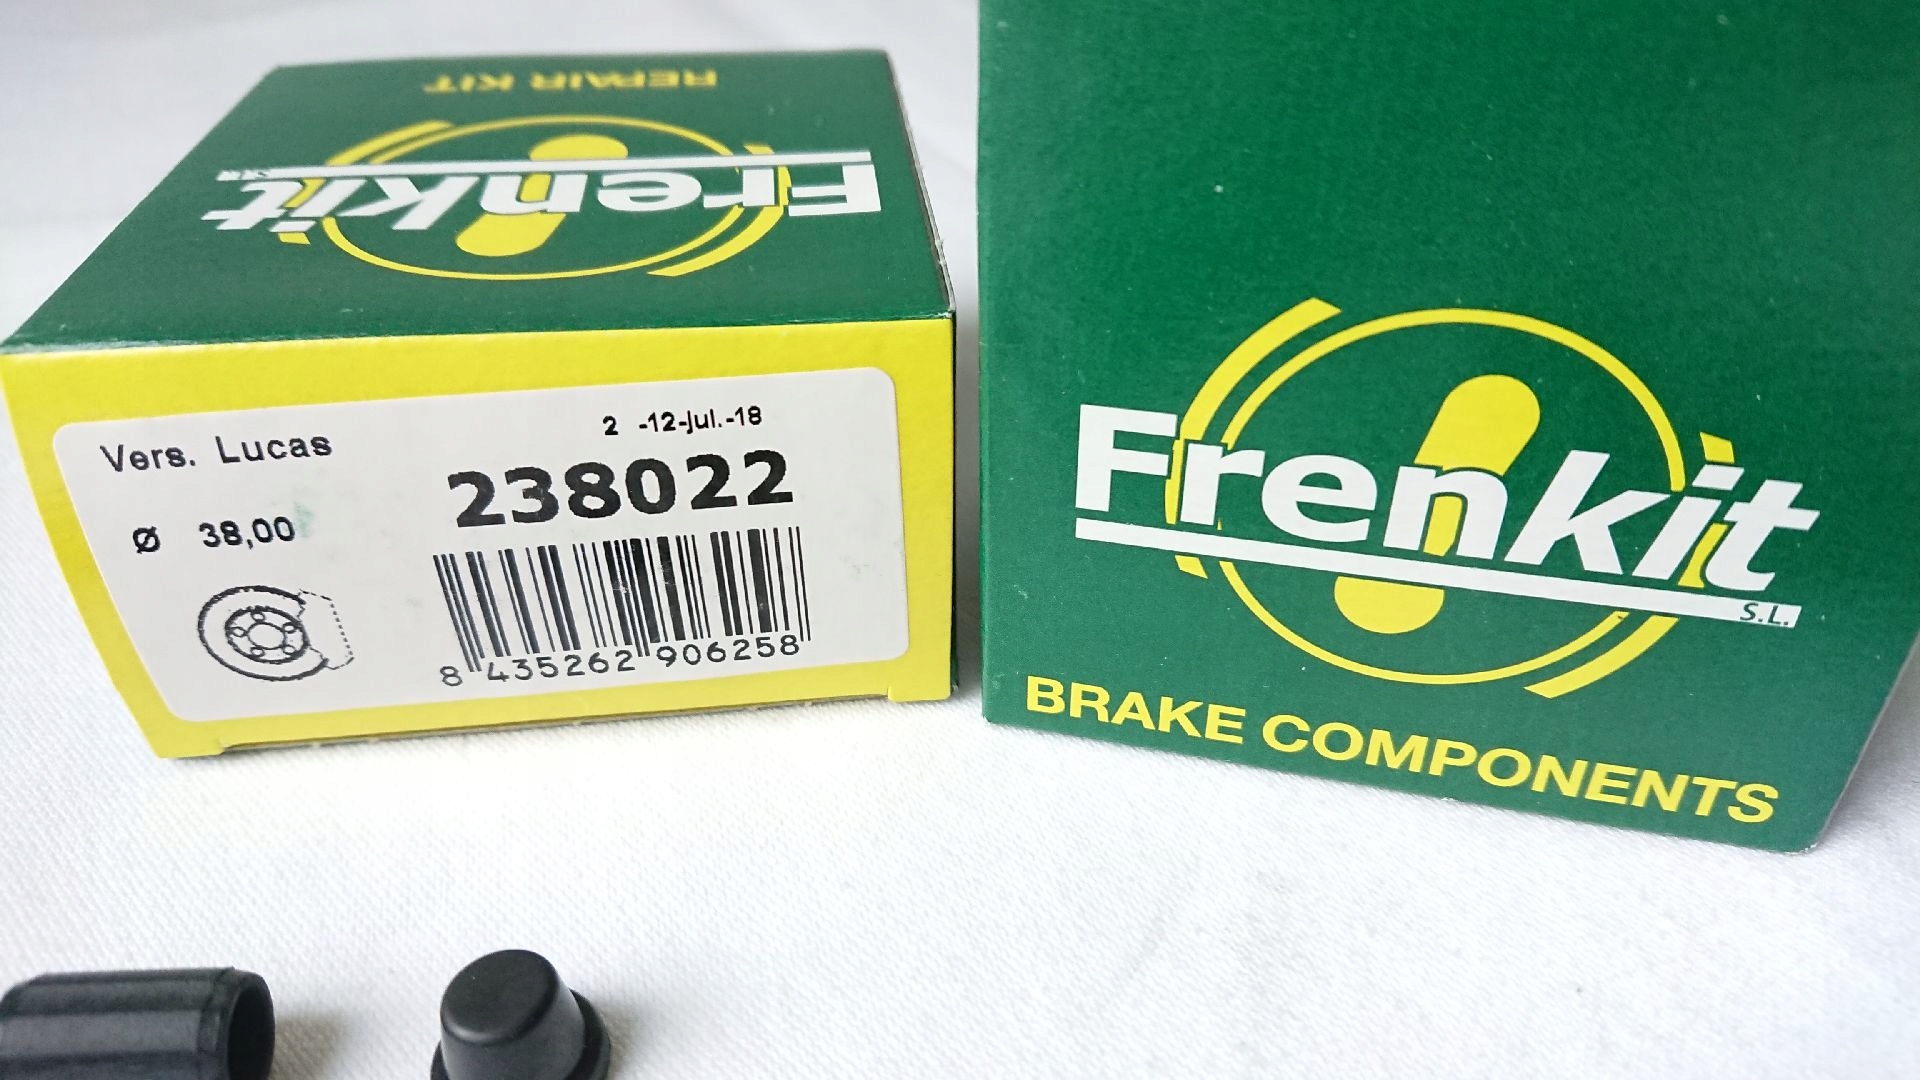 REPAIR KIT
Frenkit
Vers. Lucas
2 -12-jul.-18
238022
Ø 38,00
8 435262 906258
Frenkit
S.L.
BRAKE COMPONENTS